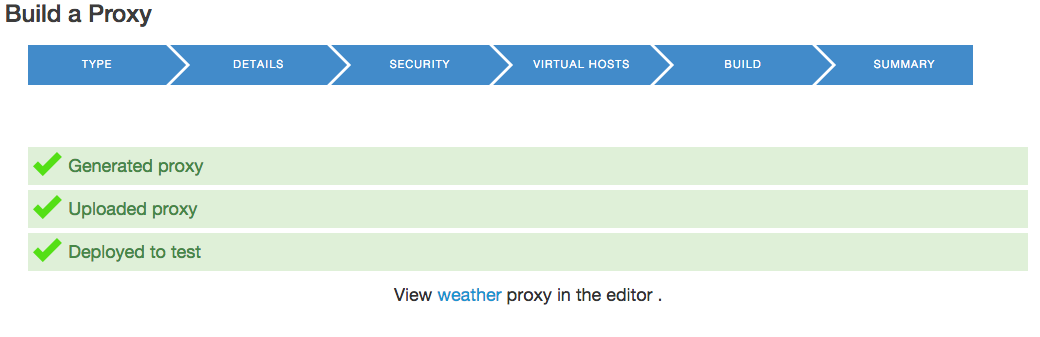 Build a Proxy
TYPE DETAILS SECURITY VIRTUAL HOSTS BUILD SUMMARY
Generated proxy
Uploaded proxy
Deployed to test
View weather proxy in the editor .